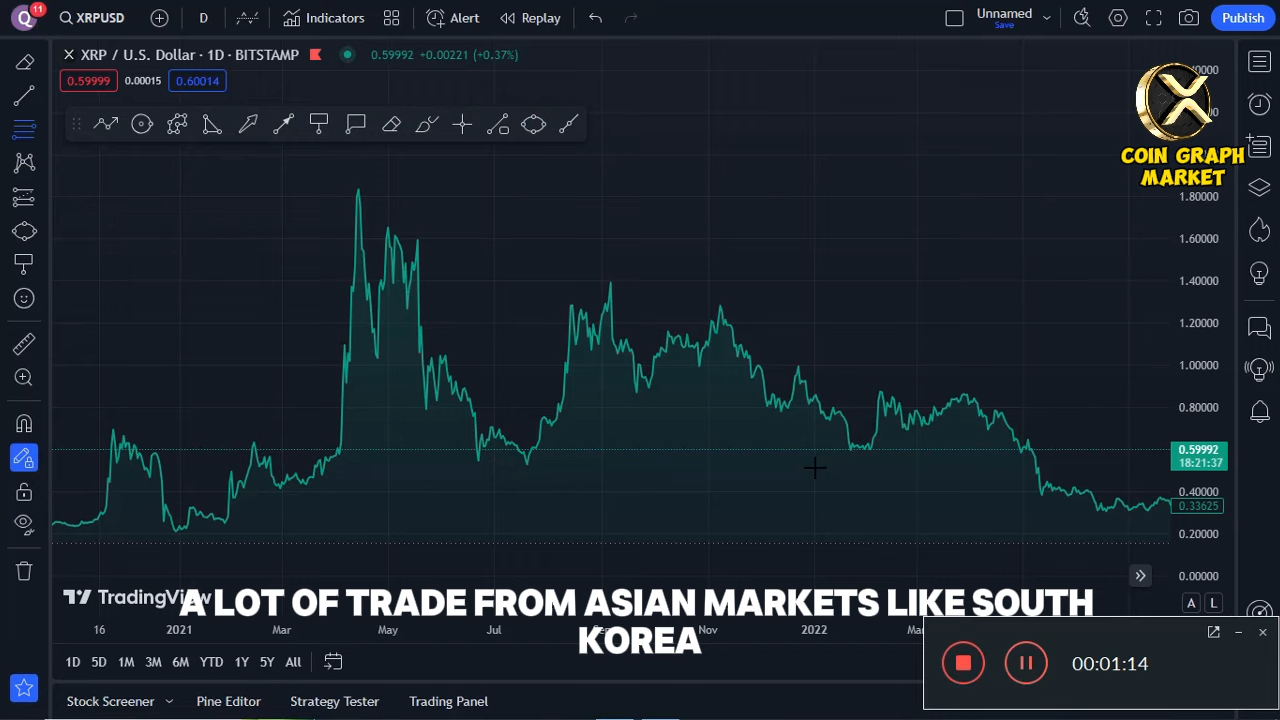 Q
11
XRPUSD
D
Indicators
Alert
Replay
Unnamed
Save
Publish
XRP / U.S. Dollar · 1D · BITSTAMP
0.59992 +0.00221 (+0.37%)
0.59999
0.00015
0.60014
COIN GRAPH
MARKET
1.80000
1.60000
1.40000
1.20000
1.00000
0.80000
0.59992
18:21:37
0.40000
0.33625
0.20000
0.00000
TradingView
A LOT OF TRADE FROM ASIAN MARKETS LIKE SOUTH
KOREA
A
L
16
2021
Mar
May
Jul
Nov
2022
1D
5D
1M
3M
6M
YTD
1Y
5Y
All
00:01:14
Stock Screener
Pine Editor
Strategy Tester
Trading Panel